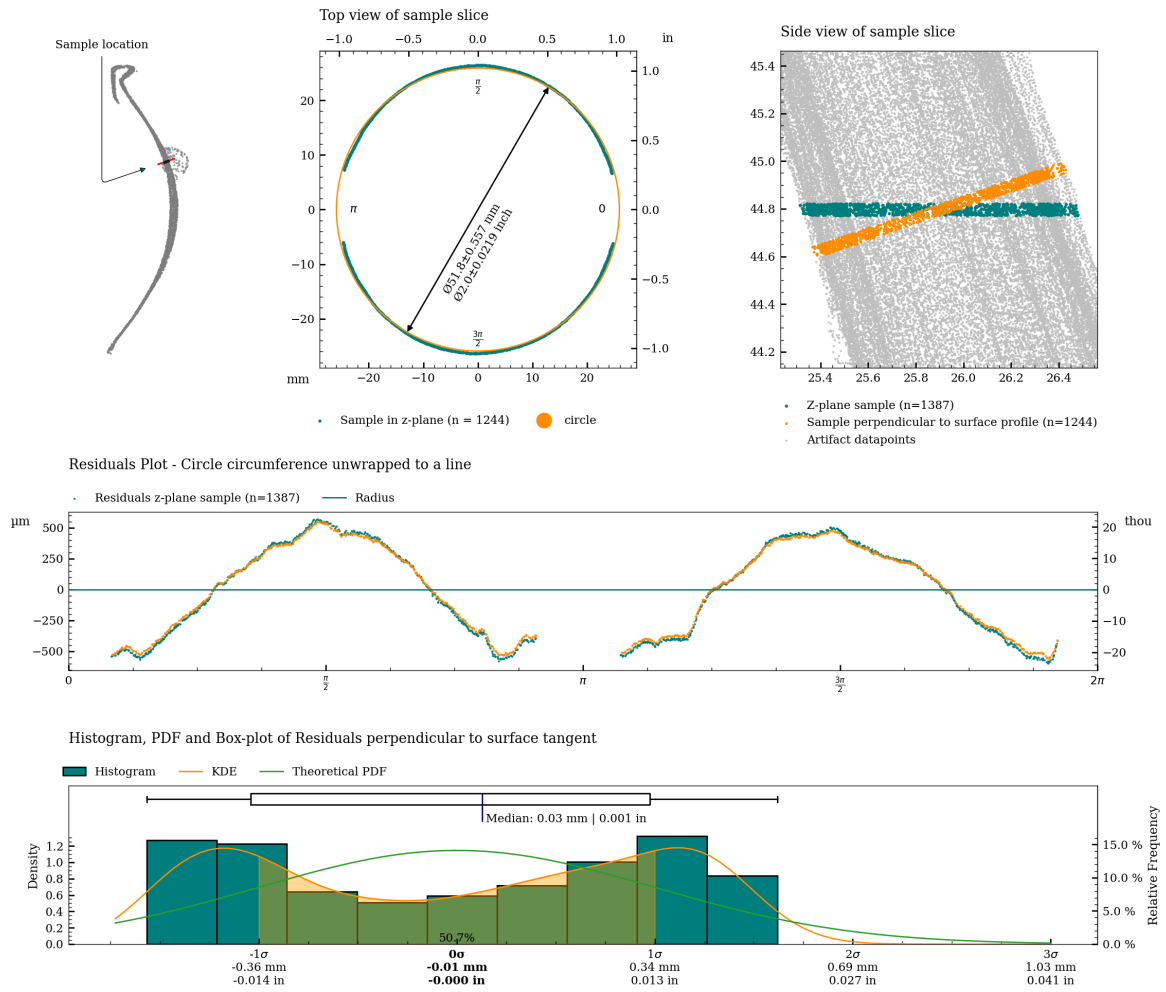 Sample location
Top view of sample slice
−1.0 −0.5 0.0 0.5 1.0 in
20
10
0
−10
−20
1.0
0.5
0.0
−0.5
−1.0
π/2
π
0
3π/2
Ø51.8±0.557 mm
Ø2.0±0.0219 inch
mm −20 −10 0 10 20
Sample in z-plane (n = 1244) circle
Side view of sample slice
45.4
45.2
45.0
44.8
44.6
44.4
44.2
25.4 25.6 25.8 26.0 26.2 26.4
Z-plane sample (n=1387)
Sample perpendicular to surface profile (n=1244)
Artifact datapoints
Residuals Plot - Circle circumference unwrapped to a line
Residuals z-plane sample (n=1387) Radius
µm
500
250
0
−250
−500
thou
20
10
0
−10
−20
0 π/2 π 3π/2 2π
Histogram, PDF and Box-plot of Residuals perpendicular to surface tangent
Histogram KDE Theoretical PDF
Median: 0.03 mm | 0.001 in
Density
1.2
1.0
0.8
0.6
0.4
0.2
0.0
Relative Frequency
15.0 %
10.0 %
5.0 %
0.0 %
50.7%
-1σ 0σ 1σ 2σ 3σ
-0.36 mm -0.01 mm 0.34 mm 0.69 mm 1.03 mm
-0.014 in -0.000 in 0.013 in 0.027 in 0.041 in